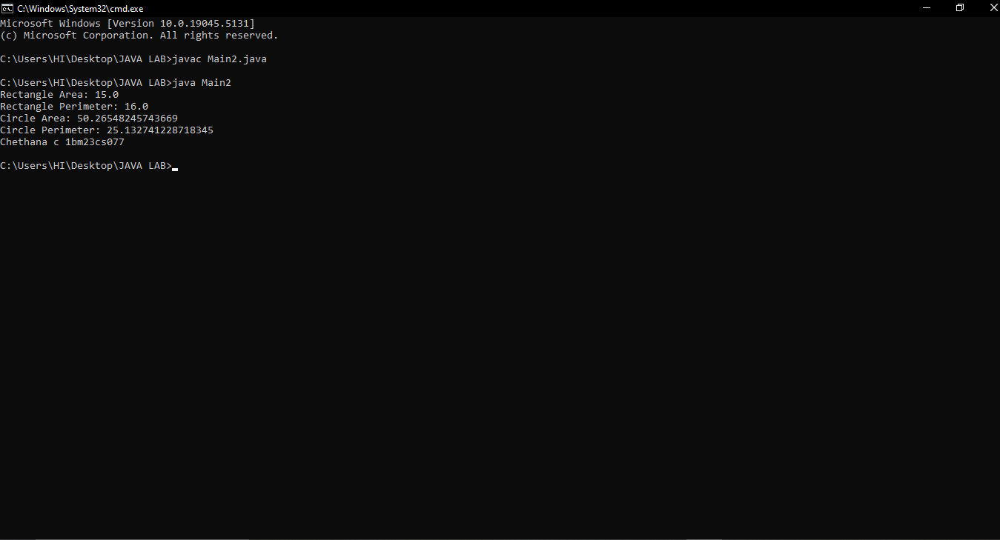 C:\Windows\System32\cmd.exe
Microsoft Windows [Version 10.0.19045.5131]
(c) Microsoft Corporation. All rights reserved.
C:\Users\HI\Desktop\JAVA LAB>javac Main2.java
C:\Users\HI\Desktop\JAVA LAB>java Main2
Rectangle Area: 15.0
Rectangle Perimeter: 16.0
Circle Area: 50.26548245743669
Circle Perimeter: 25.132741228718345
Chethana c 1bm23cs077
C:\Users\HI\Desktop\JAVA LAB>